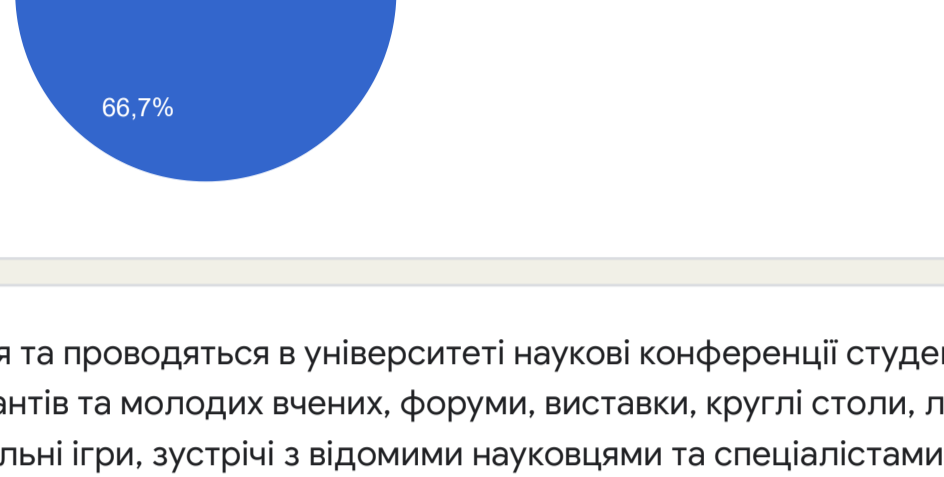 66,7%
я та проводяться в університеті наукові конференції студе
антів та молодих вчених, форуми, виставки, круглі столи, л
льні ігри, зустрічі з відомими науковцями та спеціалістами